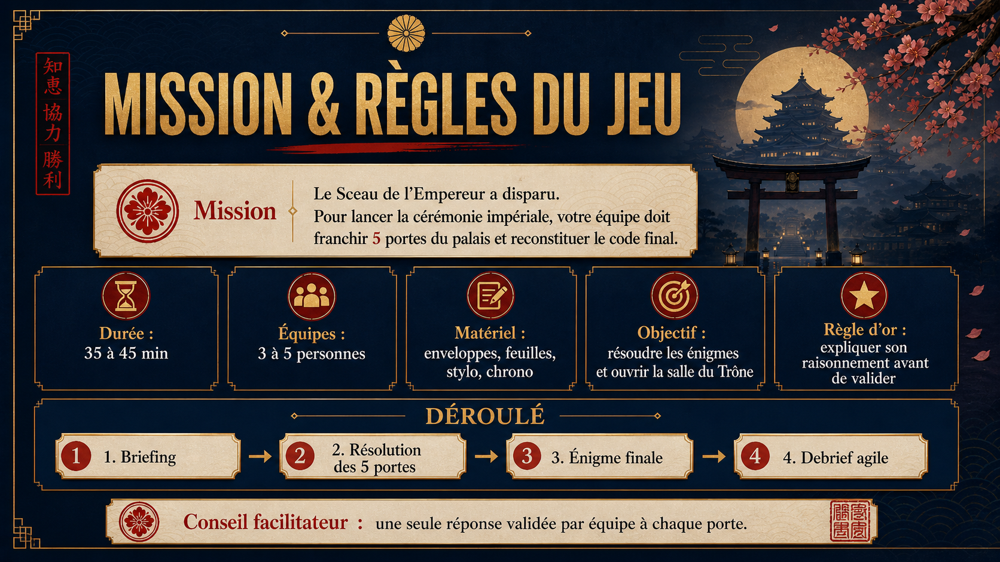 知恵 協力 勝利
MISSION & RÈGLES DU JEU
Mission
Le Sceau de l’Empereur a disparu.
Pour lancer la cérémonie impériale, votre équipe doit
franchir 5 portes du palais et reconstituer le code final.
Durée :
35 à 45 min
Équipes :
3 à 5 personnes
Matériel :
enveloppes, feuilles,
stylo, chrono
Objectif :
résoudre les énigmes
et ouvrir la salle du Trône
Règle d’or :
expliquer son
raisonnement avant
de valider
DÉROULÉ
1 1. Briefing
2 2. Résolution
des 5 portes
3 3. Énigme finale
4 4. Debrief agile
Conseil facilitateur : une seule réponse validée par équipe à chaque porte.